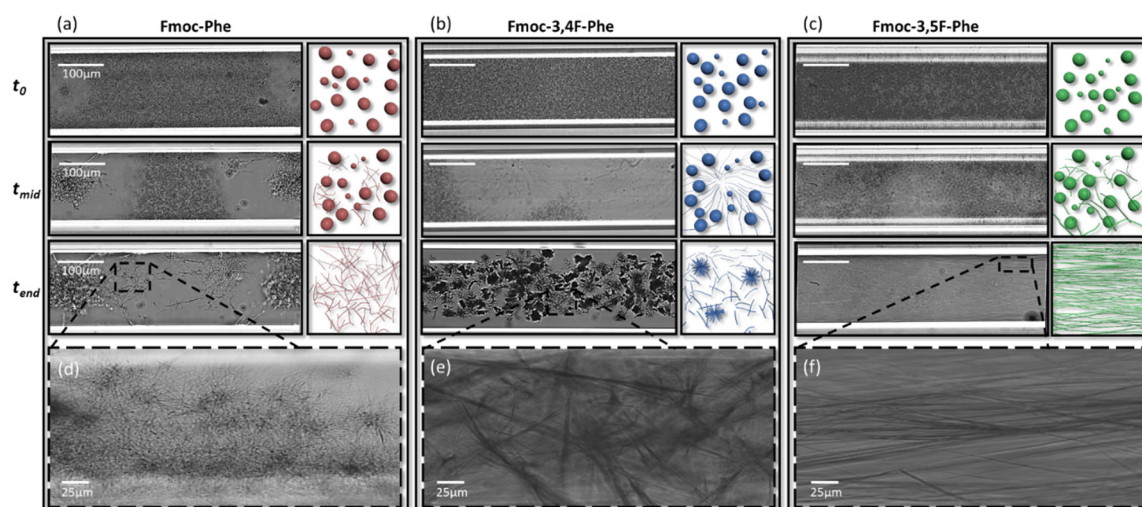 (a) Fmoc-Phe
(b) Fmoc-3,4F-Phe
(c) Fmoc-3,5F-Phe
t0
100μm
tmid
100μm
tend
100μm
(d)
25μm
(e)
25μm
(f)
25μm